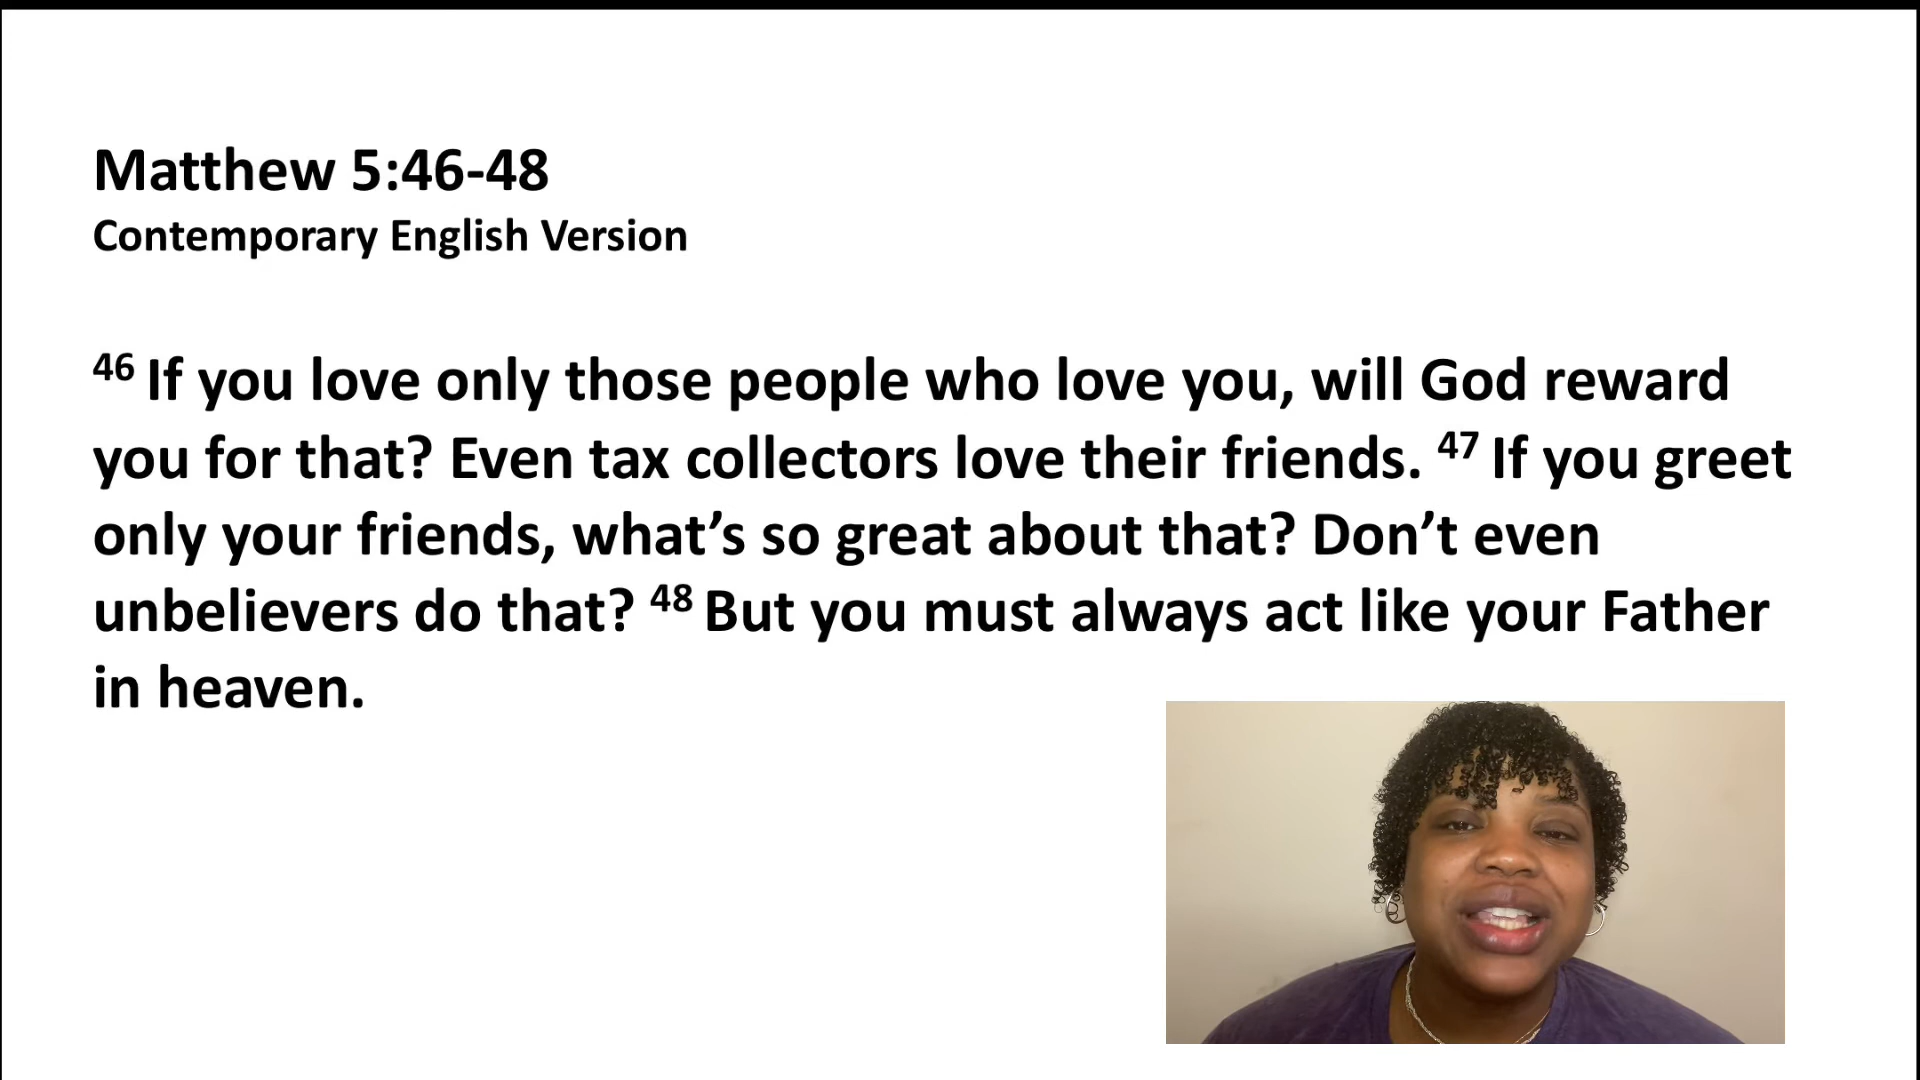 Matthew 5:46-48
Contemporary English Version
46 If you love only those people who love you, will God reward
you for that? Even tax collectors love their friends. 47 If you greet
only your friends, what’s so great about that? Don’t even
unbelievers do that? 48 But you must always act like your Father
in heaven.